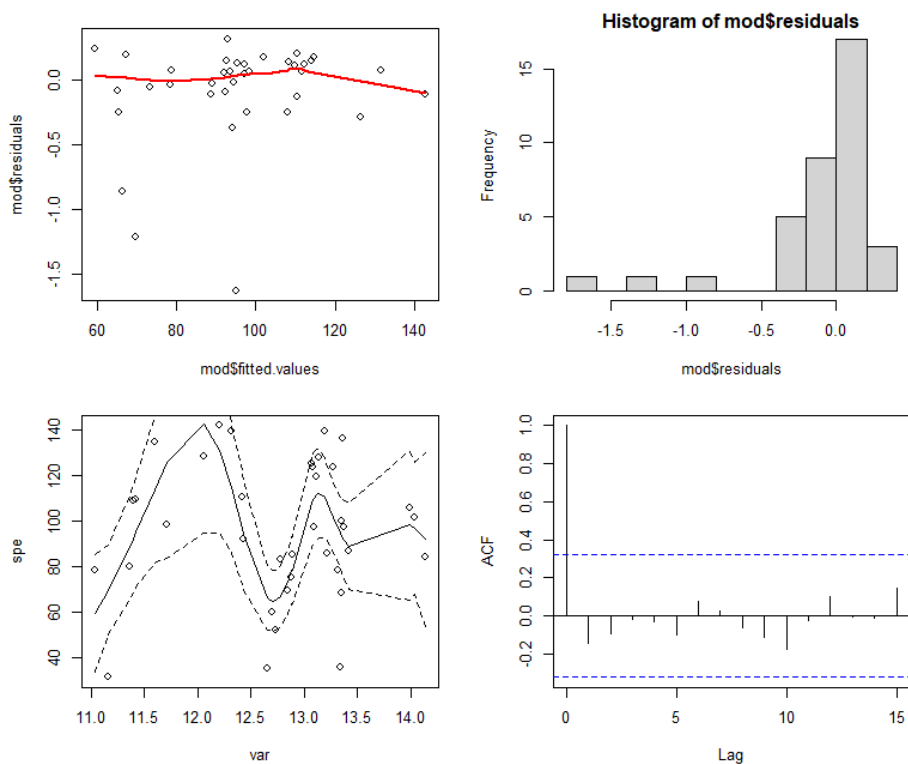 mod$residuals
0.0
-0.5
-1.0
-1.5
60 80 100 120 140
mod$fitted.values
Histogram of mod$residuals
Frequency
15
10
5
0
-1.5 -1.0 -0.5 0.0
mod$residuals
spe
140
120
100
80
60
40
11.0 11.5 12.0 12.5 13.0 13.5 14.0
var
ACF
1.0
0.8
0.6
0.4
0.2
0.0
-0.2
0 5 10 15
Lag